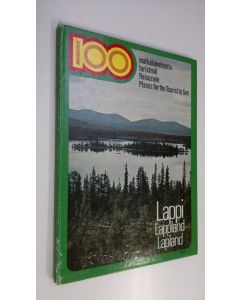 100
matkailukohdetta
turistmål
Reiseziele
Places for the Tourist to See
Lappi
Lappland
Lapland